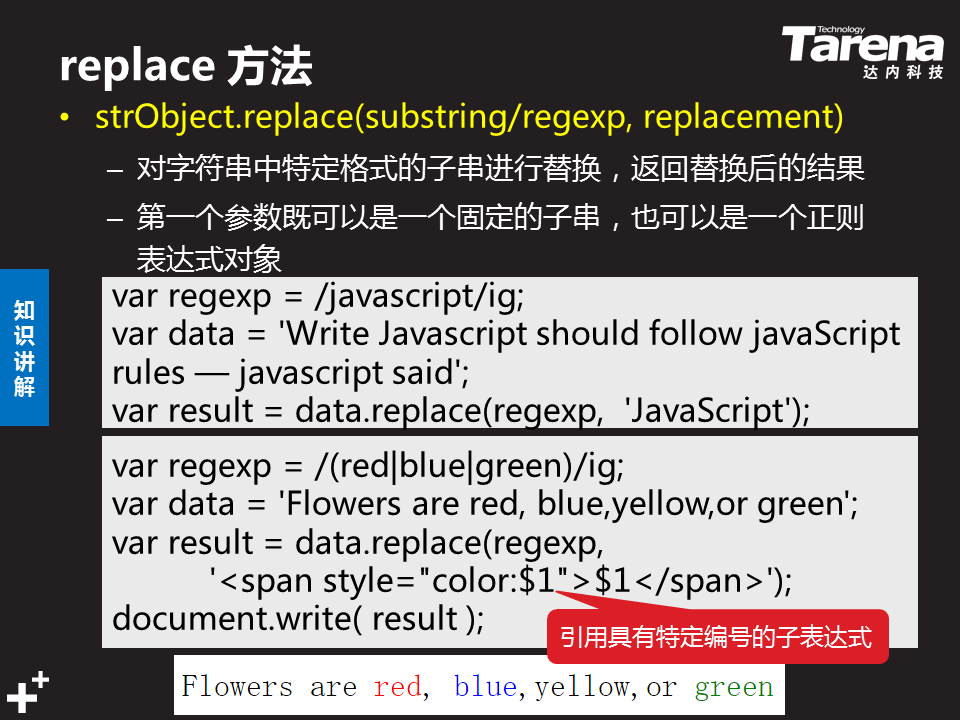 Technology
Tarena
达内科技
replace 方法
• strObject.replace(substring/regexp, replacement)
– 对字符串中特定格式的子串进行替换，返回替换后的结果
– 第一个参数既可以是一个固定的子串，也可以是一个正则
表达式对象
知
识
讲
解
var regexp = /javascript/ig;
var data = 'Write Javascript should follow javaScript
rules — javascript said';
var result = data.replace(regexp,  'JavaScript');
var regexp = /(red|blue|green)/ig;
var data = 'Flowers are red, blue,yellow,or green';
var result = data.replace(regexp,
'<span style="color:$1">$1</span>');
document.write( result );
引用具有特定编号的子表达式
Flowers are red, blue,yellow,or green